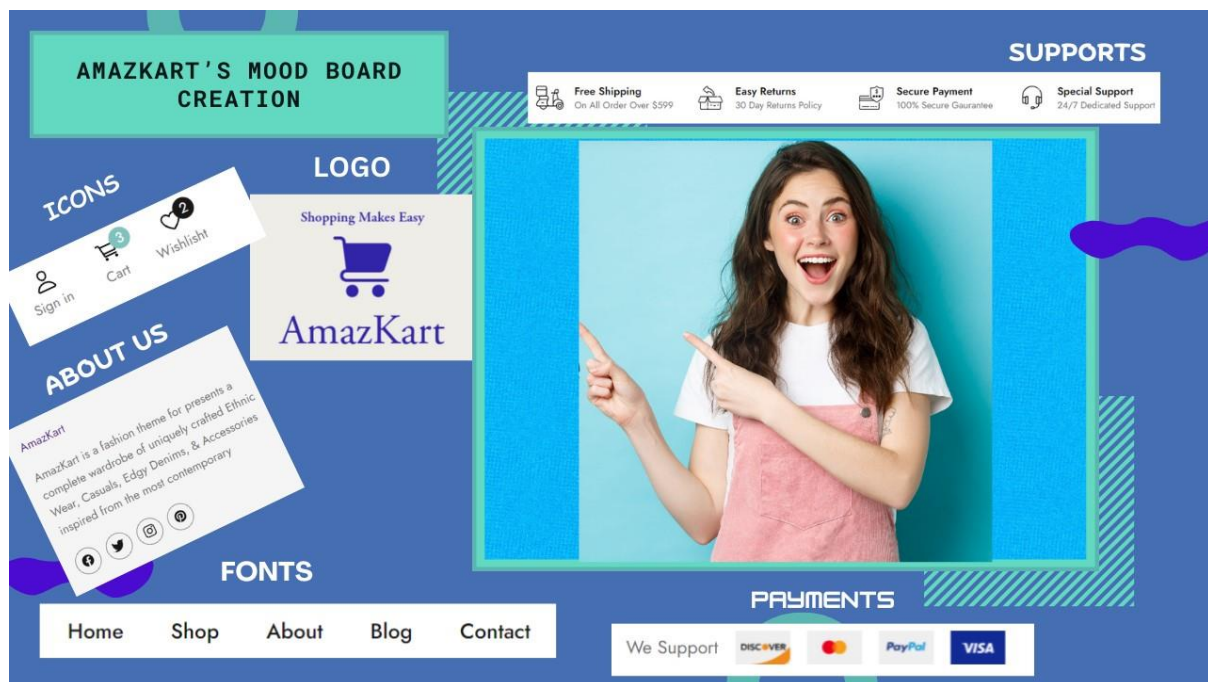 AMAZKART'S MOOD BOARD
CREATION
SUPPORTS
Free Shipping
On All Order Over $599
Easy Returns
30 Day Returns Policy
Secure Payment
100% Secure Gaurantee
Special Support
24/7 Dedicated Support
ICONS
Sign in
3
Cart
2
Wishlisht
LOGO
Shopping Makes Easy
AmazKart
ABOUT US
AmazKart
AmazKart is a fashion theme for presents a
complete wardrobe of uniquely crafted Ethnic
Wear, Casuals, Edgy Denims, & Accessories
inspired from the most contemporary
FONTS
Home Shop About Blog Contact
PAYMENTS
We Support DISCOVER PayPal VISA